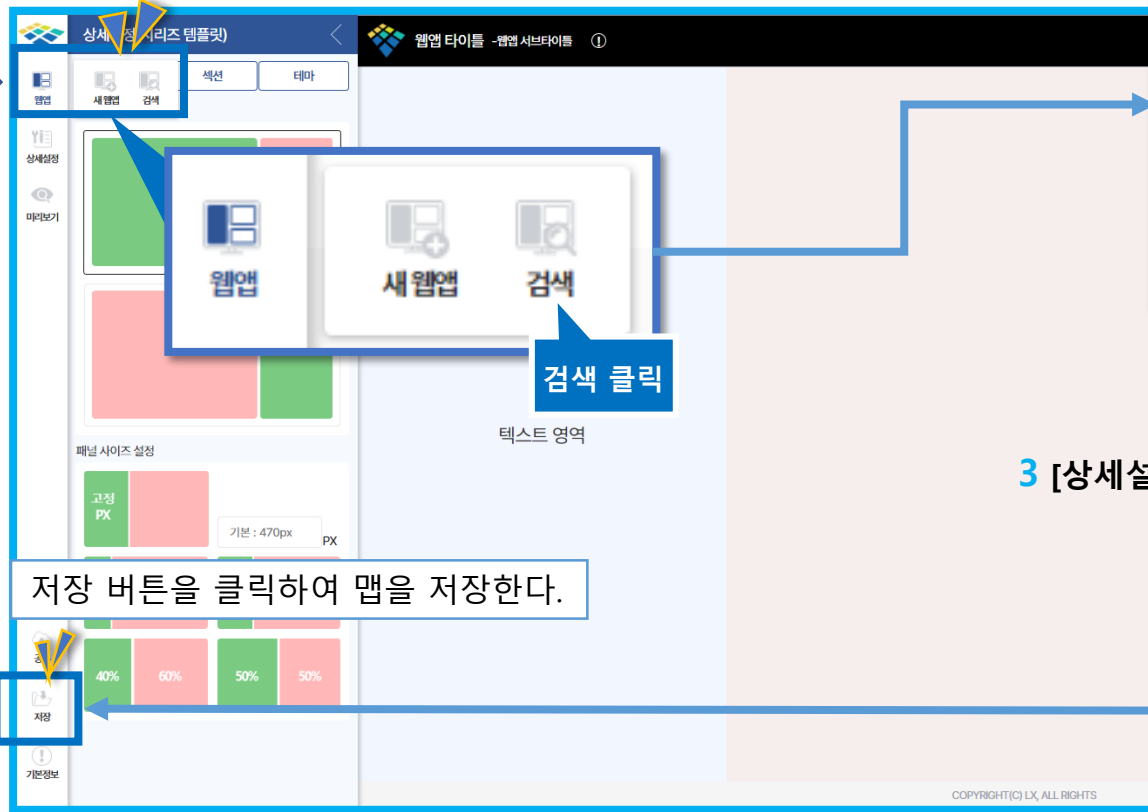 상세
정
리즈 템플릿)
웹앱 타이틀 -웹앱 서브타이틀
웹앱
새 웹앱
검색
섹션
테마
상세설정
미리보기
웹앱
새 웹앱
검색
검색 클릭
텍스트 영역
패널 사이즈 설정
3 [상세설
고정
PX
기본 : 470px
PX
저장 버튼을 클릭하여 맵을 저장한다.
40%
60%
50%
50%
저장
기본정보
COPYRIGHT(C) LX, ALL RIGHTS